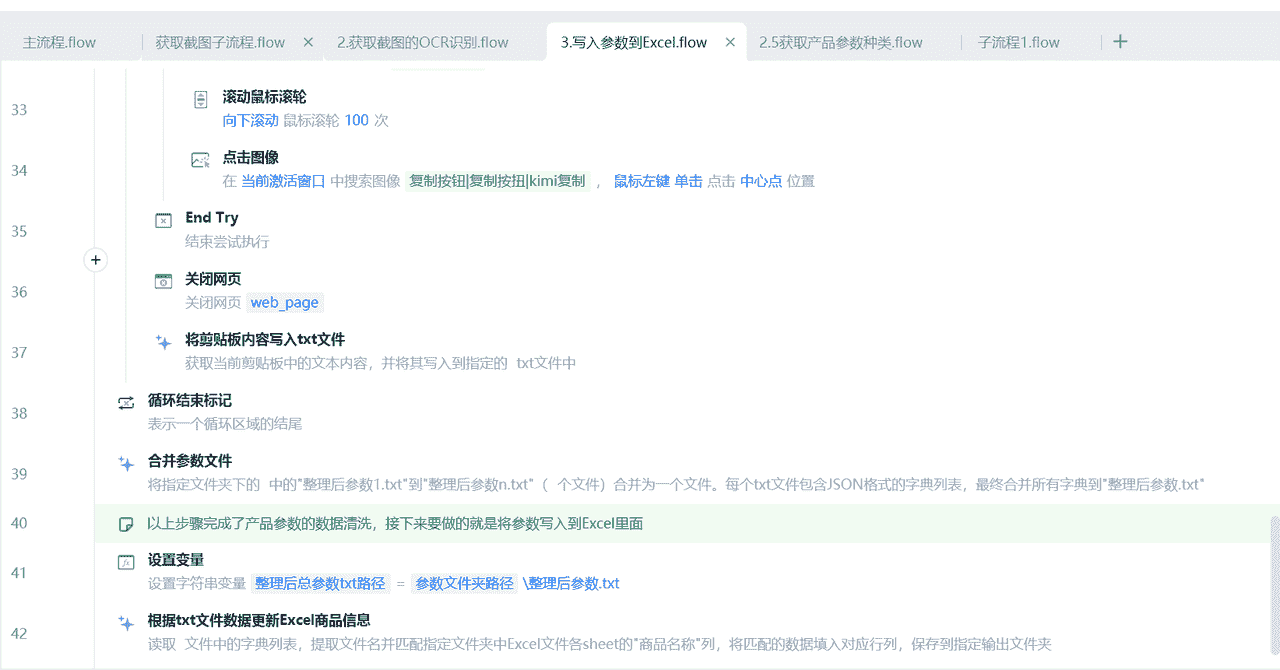 主流程.flow
获取截图子流程.flow
2.获取截图的OCR识别.flow
3.写入参数到Excel.flow
2.5获取产品参数种类.flow
子流程1.flow
33
滚动鼠标滚轮
向下滚动 鼠标滚轮 100 次
34
点击图像
在 当前激活窗口 中搜索图像 复制按钮|复制按扭|kimi复制 ， 鼠标左键 单击 点击 中心点 位置
35
End Try
结束尝试执行
36
关闭网页
关闭网页 web_page
37
将剪贴板内容写入txt文件
获取当前剪贴板中的文本内容，并将其写入到指定的 txt文件中
38
循环结束标记
表示一个循环区域的结尾
39
合并参数文件
将指定文件夹下的 中的"整理后参数1.txt"到"整理后参数n.txt"（ 个文件）合并为一个文件。每个txt文件包含JSON格式的字典列表，最终合并所有字典到"整理后参数.txt"
40
以上步骤完成了产品参数的数据清洗，接下来要做的就是将参数写入到Excel里面
41
设置变量
设置字符串变量 整理后总参数txt路径 = 参数文件夹路径 \整理后参数.txt
42
根据txt文件数据更新Excel商品信息
读取 文件中的字典列表，提取文件名并匹配指定文件夹中Excel文件各sheet的"商品名称"列，将匹配的数据填入对应行列，保存到指定输出文件夹